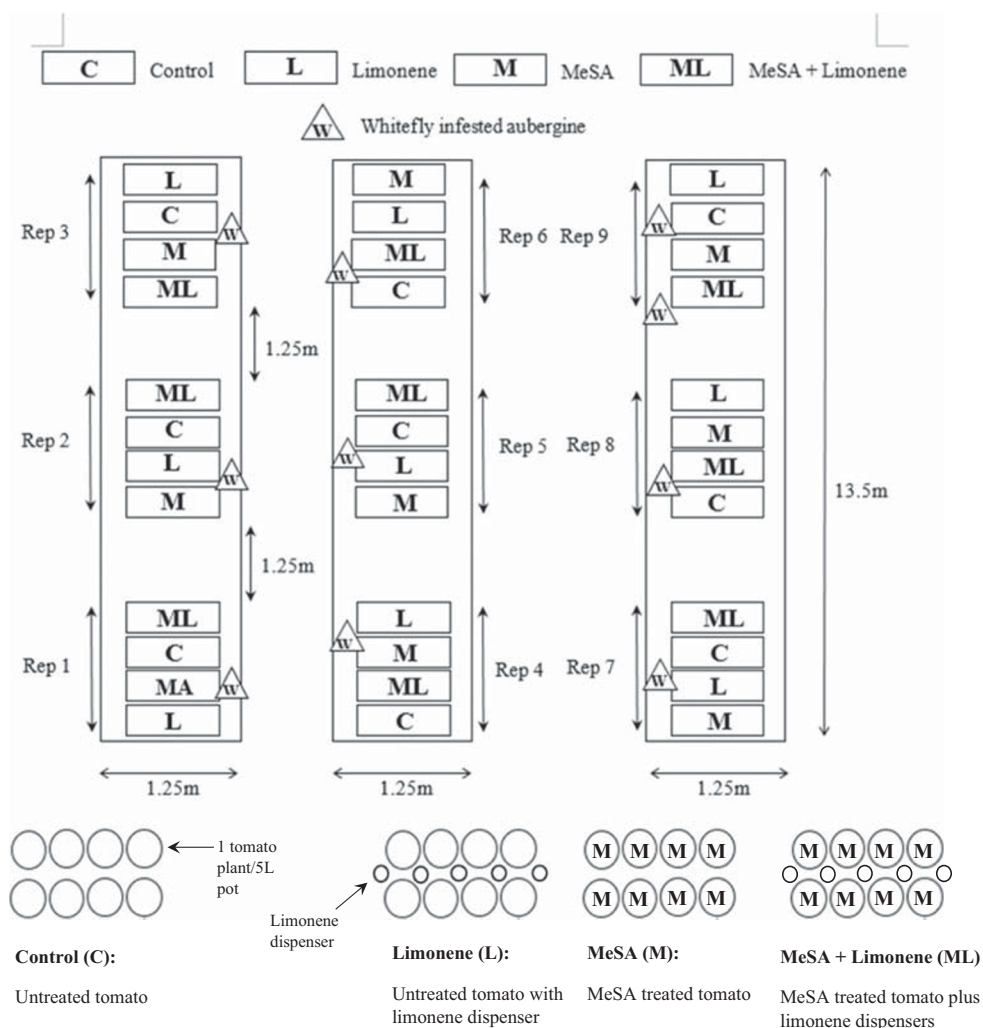 C Control L Limonene M MeSA ML MeSA + Limonene
W Whitefly infested aubergine
Rep 3
L
C
W
M
ML
1.25m
Rep 2
ML
C
L
W
M
1.25m
Rep 1
ML
C
MA
W
L
1.25m
M
L
ML
W
C
Rep 6
ML
C
W
L
M
Rep 5
L
W
M
ML
C
Rep 4
1.25m
Rep 9
L
W
C
M
ML
W
Rep 8
L
M
ML
W
C
Rep 7
ML
C
W
L
M
1.25m
13.5m
1 tomato
plant/5L
pot
Limonene
dispenser
M M M M
M M M M
M M M M
M M M M
Control (C):
Untreated tomato
Limonene (L):
Untreated tomato with
limonene dispenser
MeSA (M):
MeSA treated tomato
MeSA + Limonene (ML)
MeSA treated tomato plus
limonene dispensers